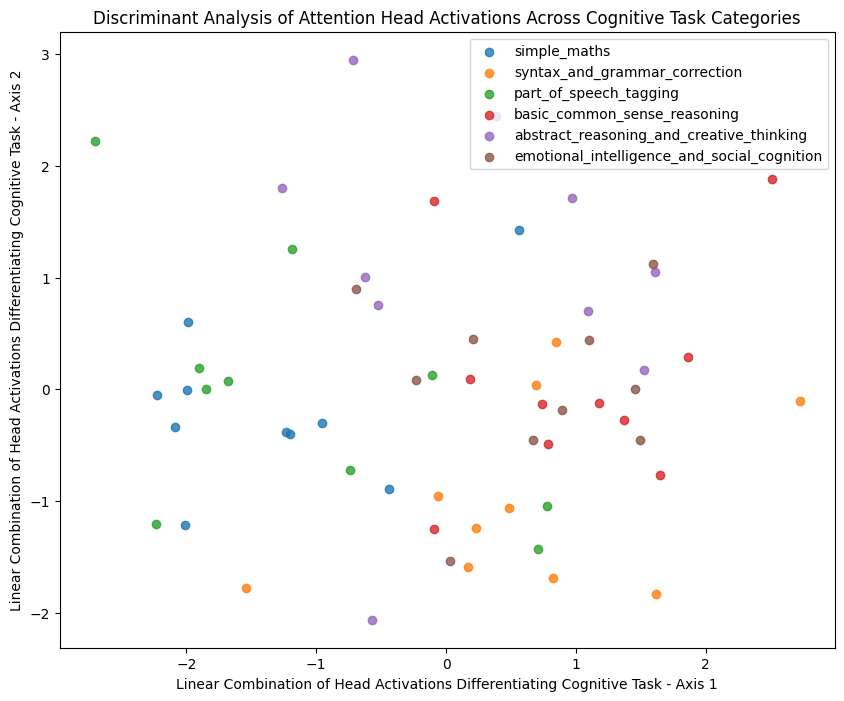 Discriminant Analysis of Attention Head Activations Across Cognitive Task Categories
Linear Combination of Head Activations Differentiating Cognitive Task - Axis 2
3
2
1
0
−1
−2
simple_maths
syntax_and_grammar_correction
part_of_speech_tagging
basic_common_sense_reasoning
abstract_reasoning_and_creative_thinking
emotional_intelligence_and_social_cognition
−2
−1
0
1
2
Linear Combination of Head Activations Differentiating Cognitive Task - Axis 1